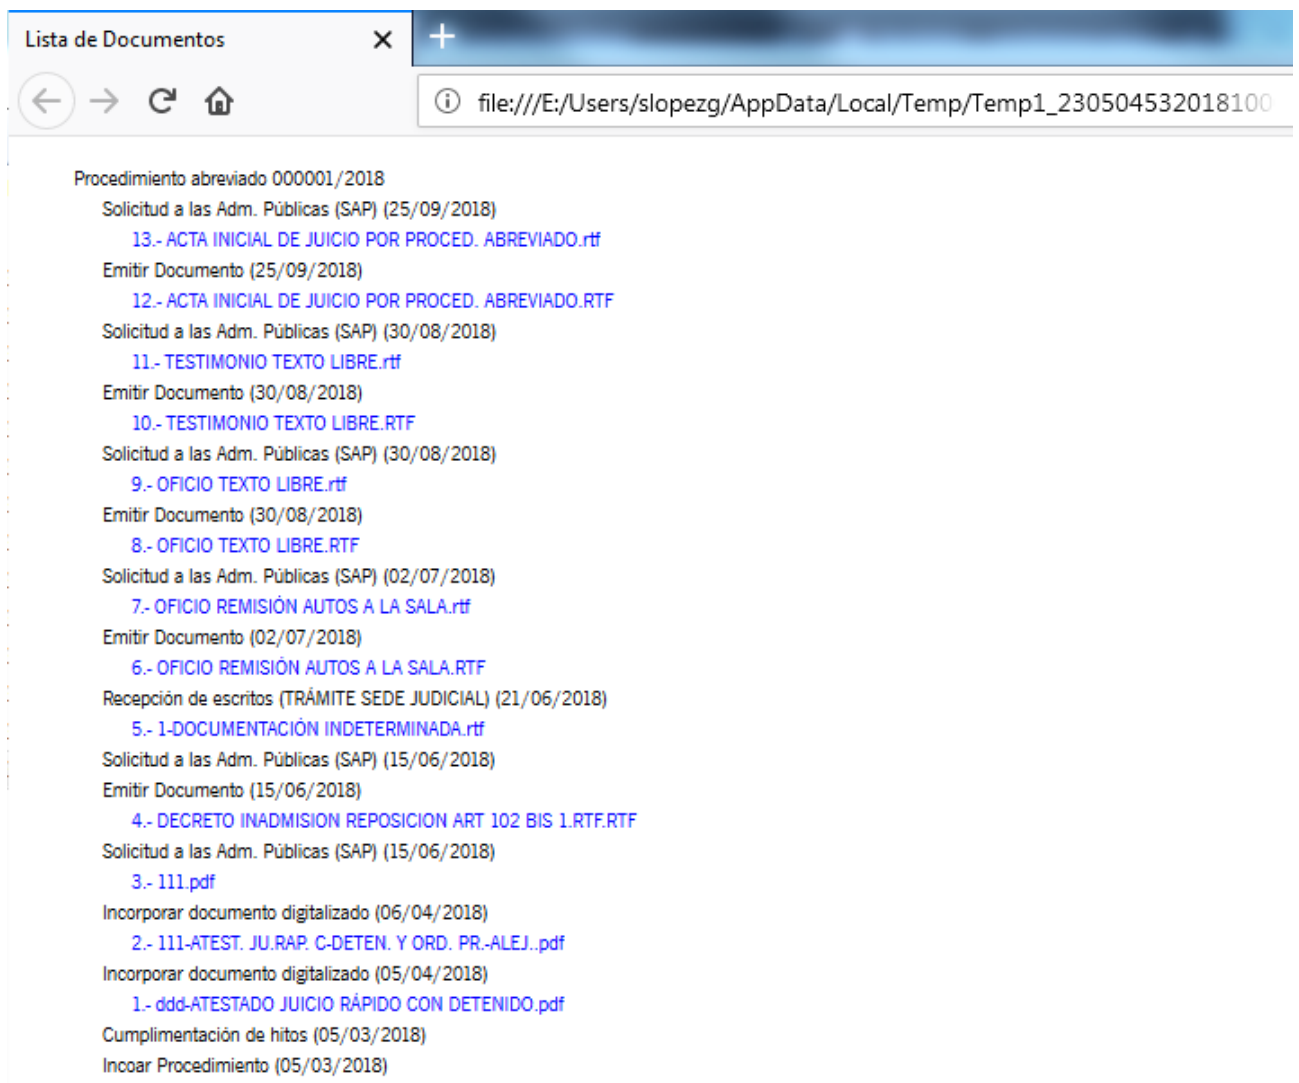 Lista de Documentos
file:///E:/Users/slopezg/AppData/Local/Temp/Temp1_230504532018100
Procedimiento abreviado 000001/2018
Solicitud a las Adm. Públicas (SAP) (25/09/2018)
13.- ACTA INICIAL DE JUICIO POR PROCED. ABREVIADO.rtf
Emitir Documento (25/09/2018)
12.- ACTA INICIAL DE JUICIO POR PROCED. ABREVIADO.RTF
Solicitud a las Adm. Públicas (SAP) (30/08/2018)
11.- TESTIMONIO TEXTO LIBRE.rtf
Emitir Documento (30/08/2018)
10.- TESTIMONIO TEXTO LIBRE.RTF
Solicitud a las Adm. Públicas (SAP) (30/08/2018)
9.- OFICIO TEXTO LIBRE.rtf
Emitir Documento (30/08/2018)
8.- OFICIO TEXTO LIBRE.RTF
Solicitud a las Adm. Públicas (SAP) (02/07/2018)
7.- OFICIO REMISIÓN AUTOS A LA SALA.rtf
Emitir Documento (02/07/2018)
6.- OFICIO REMISIÓN AUTOS A LA SALA.RTF
Recepción de escritos (TRÁMITE SEDE JUDICIAL) (21/06/2018)
5.- 1-DOCUMENTACIÓN INDETERMINADA.rtf
Solicitud a las Adm. Públicas (SAP) (15/06/2018)
Emitir Documento (15/06/2018)
4.- DECRETO INADMISION REPOSICION ART 102 BIS 1.RTF.RTF
Solicitud a las Adm. Públicas (SAP) (15/06/2018)
3.- 111.pdf
Incorporar documento digitalizado (06/04/2018)
2.- 111-ATEST. JU.RAP. C-DETEN. Y ORD. PR.-ALEJ..pdf
Incorporar documento digitalizado (05/04/2018)
1.- ddd-ATESTADO JUICIO RÁPIDO CON DETENIDO.pdf
Cumplimentación de hitos (05/03/2018)
Incoar Procedimiento (05/03/2018)